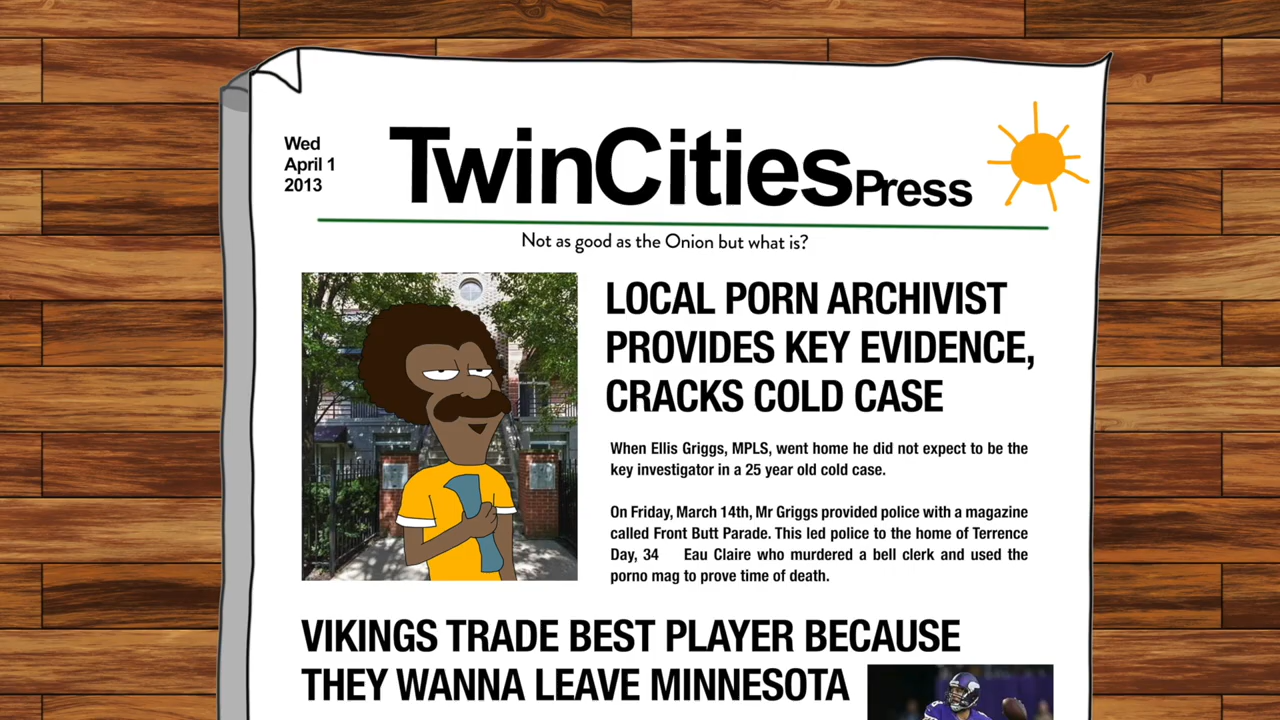 Wed
April 1
2013
TwinCities Press
Not as good as the Onion but what is?
LOCAL PORN ARCHIVIST
PROVIDES KEY EVIDENCE,
CRACKS COLD CASE
When Ellis Griggs, MPLS, went home he did not expect to be the
key investigator in a 25 year old cold case.
On Friday, March 14th, Mr Griggs provided police with a magazine
called Front Butt Parade. This led police to the home of Terrence
Day, 34 Eau Claire who murdered a bell clerk and used the
porno mag to prove time of death.
VIKINGS TRADE BEST PLAYER BECAUSE
THEY WANNA LEAVE MINNESOTA